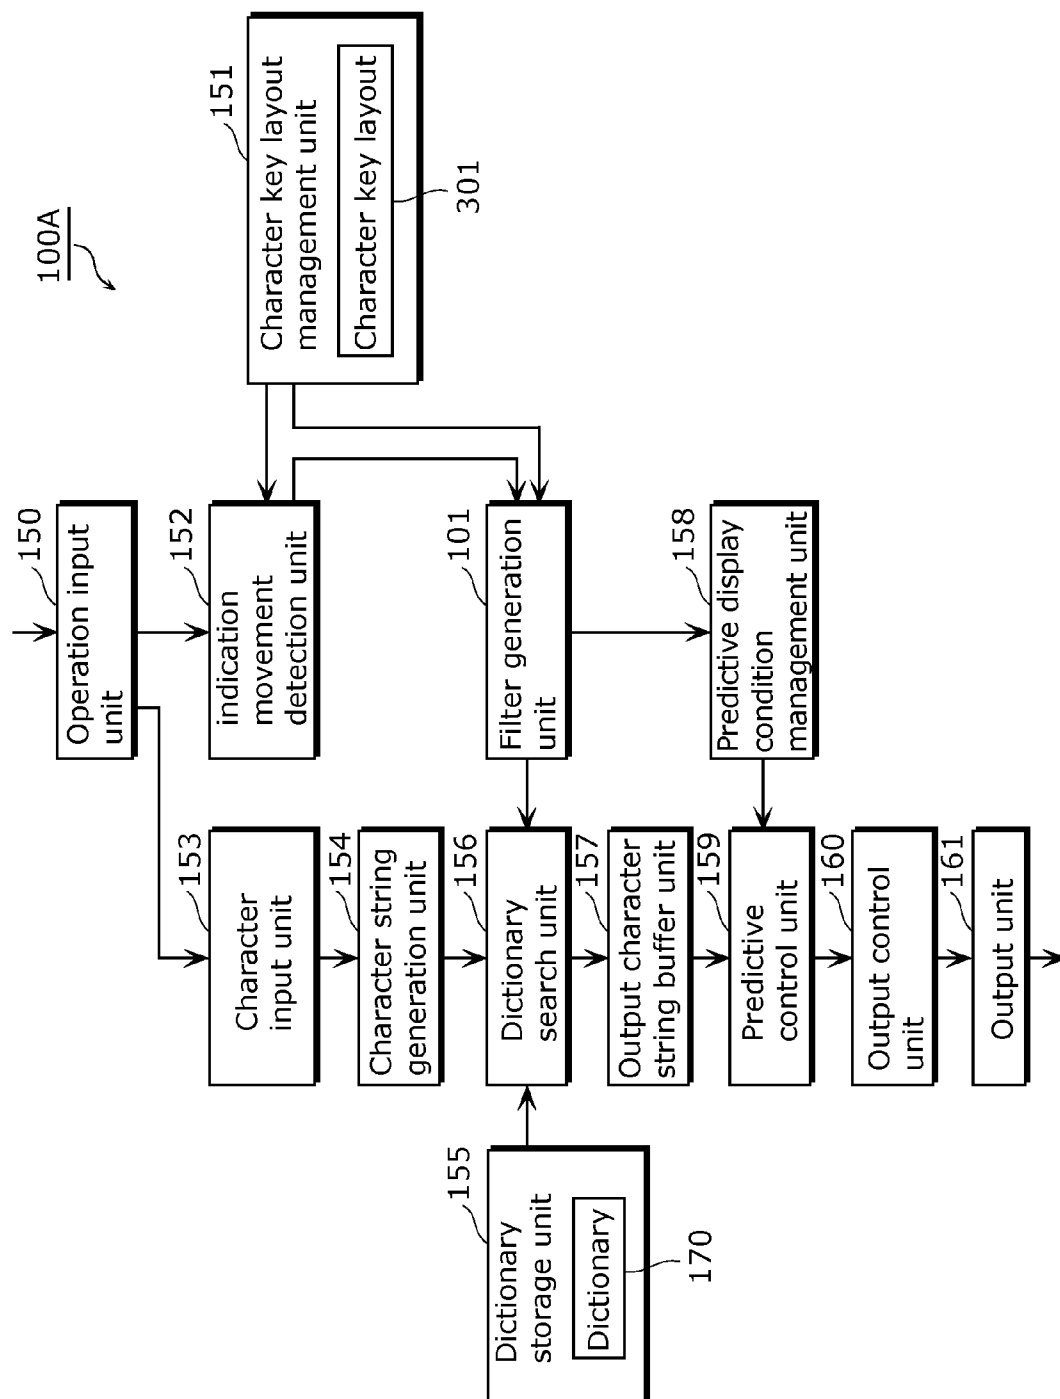 100A
150
Operation input
unit
151
Character key layout
management unit
Character key layout
301
152
indication
movement
detection unit
153
Character
input unit
154
Character string
generation unit
101
Filter generation
unit
155
Dictionary
storage unit
Dictionary
170
156
Dictionary
search unit
157
Output character
string buffer unit
158
Predictive display
condition
management unit
159
Predictive
control unit
160
Output control
unit
161
Output unit